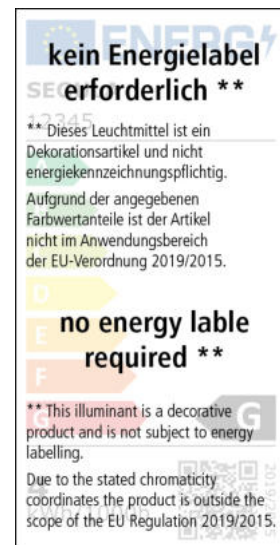 ENERG
kein Energielabel
erforderlich **
12345
** Dieses Leuchtmittel ist ein
Dekorationsartikel und nicht
energiekennzeichnungspflichtig.
Aufgrund der angegebenen
Farbwertanteile ist der Artikel
nicht im Anwendungsbereich
der EU-Verordnung 2019/2015.
D
E
no energy lable
required **
F
G
** This illuminant is a decorative
product and is not subject to energy
labelling.
Due to the stated chromaticity
coordinates the product is outside the
scope of the EU Regulation 2019/2015.